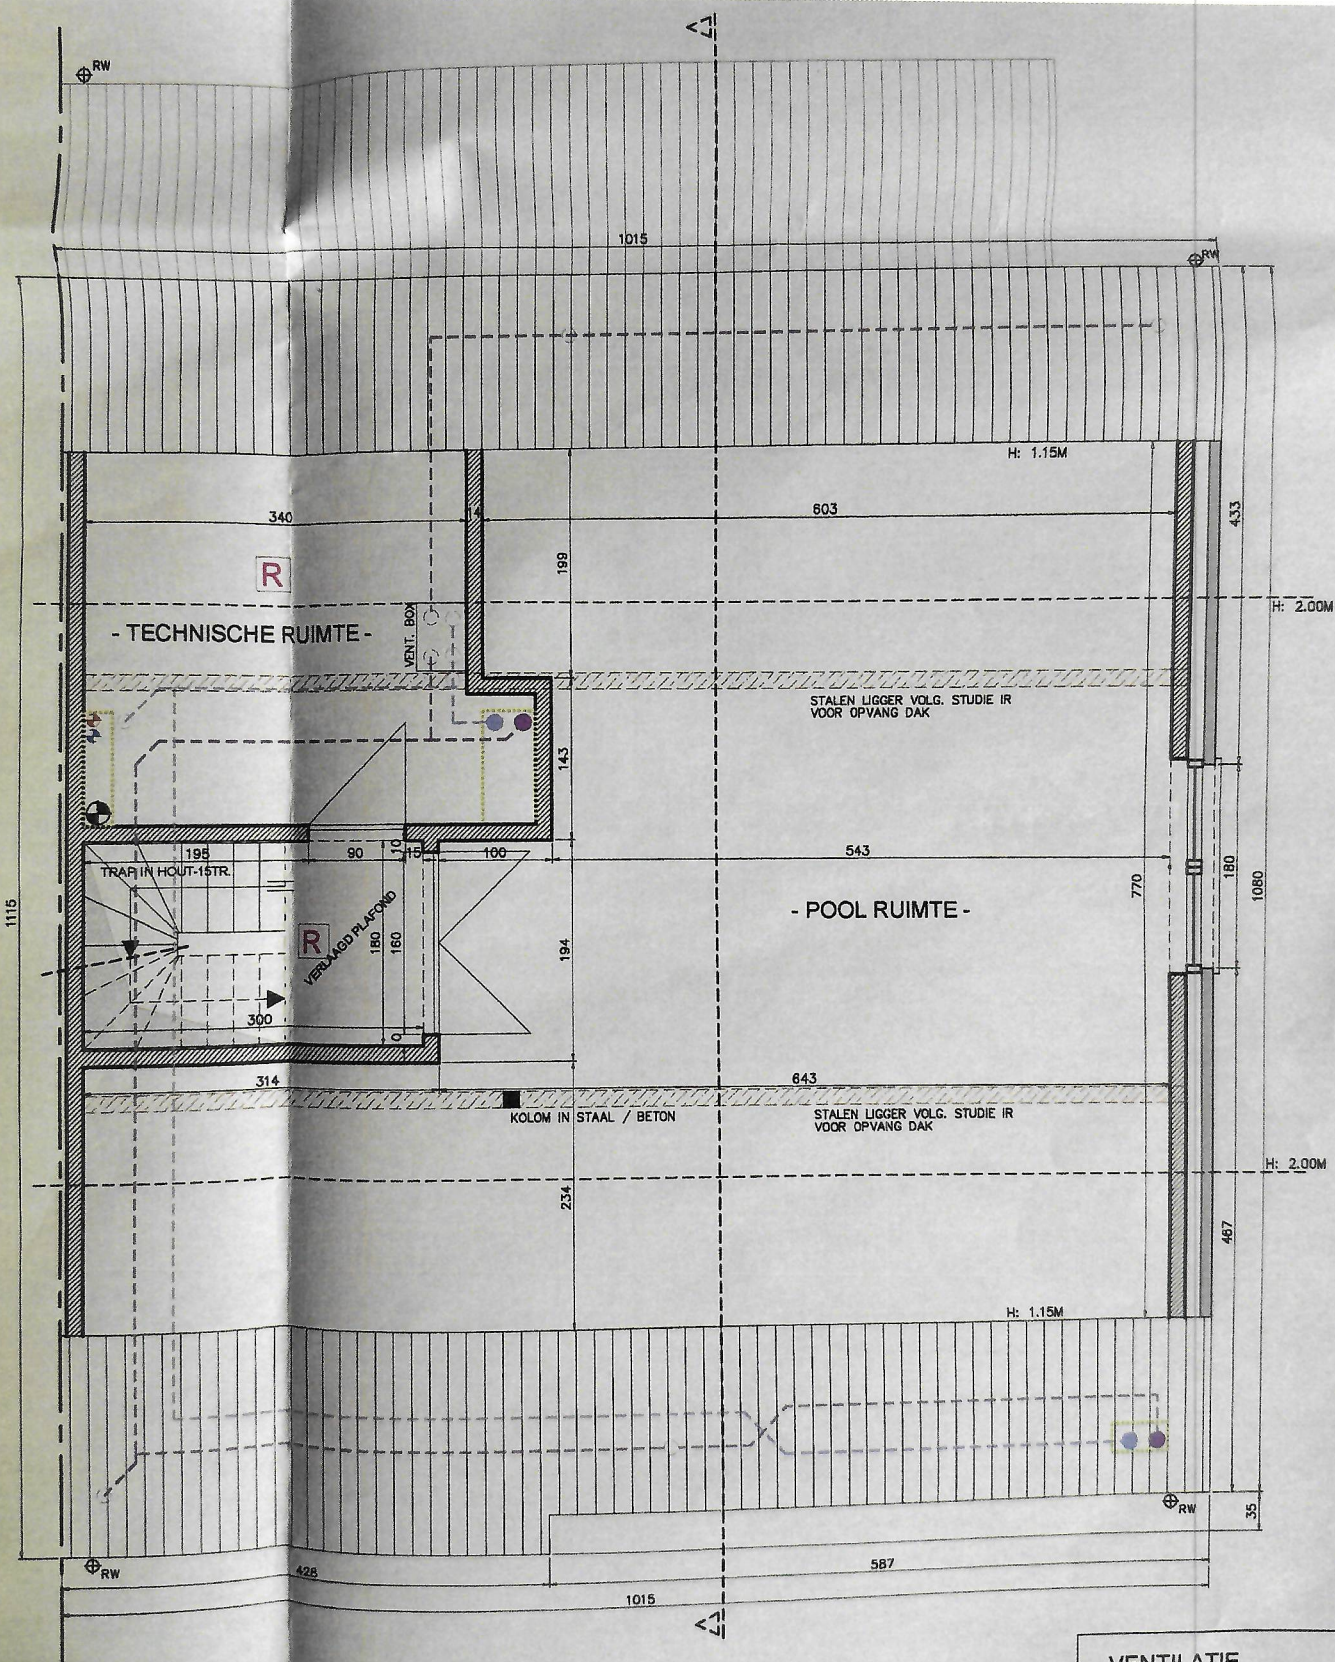 RW
1015
RW
H: 1.15M
433
340
14
603
199
R
H: 2.00M
- TECHNISCHE RUIMTE -
VENT. BOX
STALEN LIGGER VOLG. STUDIE IR
VOOR OPVANG DAK
143
195
90
10
15
100
543
TRAP IN HOUT-15TR.
180
1080
770
1115
- POOL RUIMTE -
R
VERLAAGD PLAFOND
180
160
194
300
314
643
KOLOM IN STAAL / BETON
STALEN LIGGER VOLG. STUDIE IR
VOOR OPVANG DAK
H: 2.00M
234
467
H: 1.15M
RW
35
RW
428
587
1015
VENTILATIE